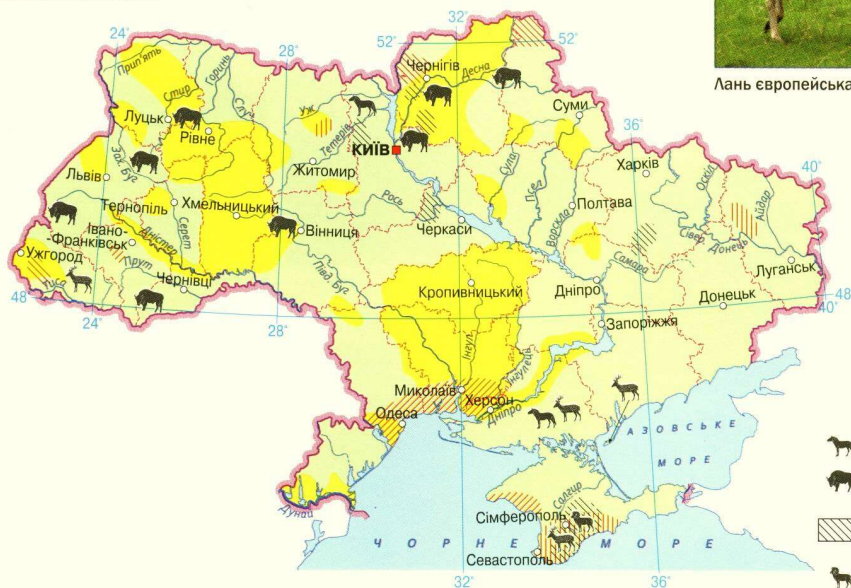 24°
28°
32°
52°
52°
Прип'ять
Стир
Горинь
Случ
Уж
Тетерів
Чернігів
Десна
Лань європейська
Луцьк
Рівне
КИЇВ
Суми
36°
Зах. Буг
Житомир
Сула
Псел
Ворскла
Харків
Оскіл
40°
Львів
Тернопіль
Хмельницький
Рось
Полтава
Айдар
Серет
Вінниця
Черкаси
Івано-
-Франківськ
Дністер
Самара
Сівер. Донець
Ужгород
Прут
Півд. Буг
Луганськ
Тиса
Чернівці
Кропивницький
Дніпро
Донецьк
48
48
24°
28°
40°
Запоріжжя
Інгул
Інгулець
Миколаїв
Херсон
Дніпро
Одеса
АЗОВСЬКЕ
МОРЕ
Дунай
Салгир
Сімферополь
Севастополь
ЧОРНЕ МОРЕ
32°
36°